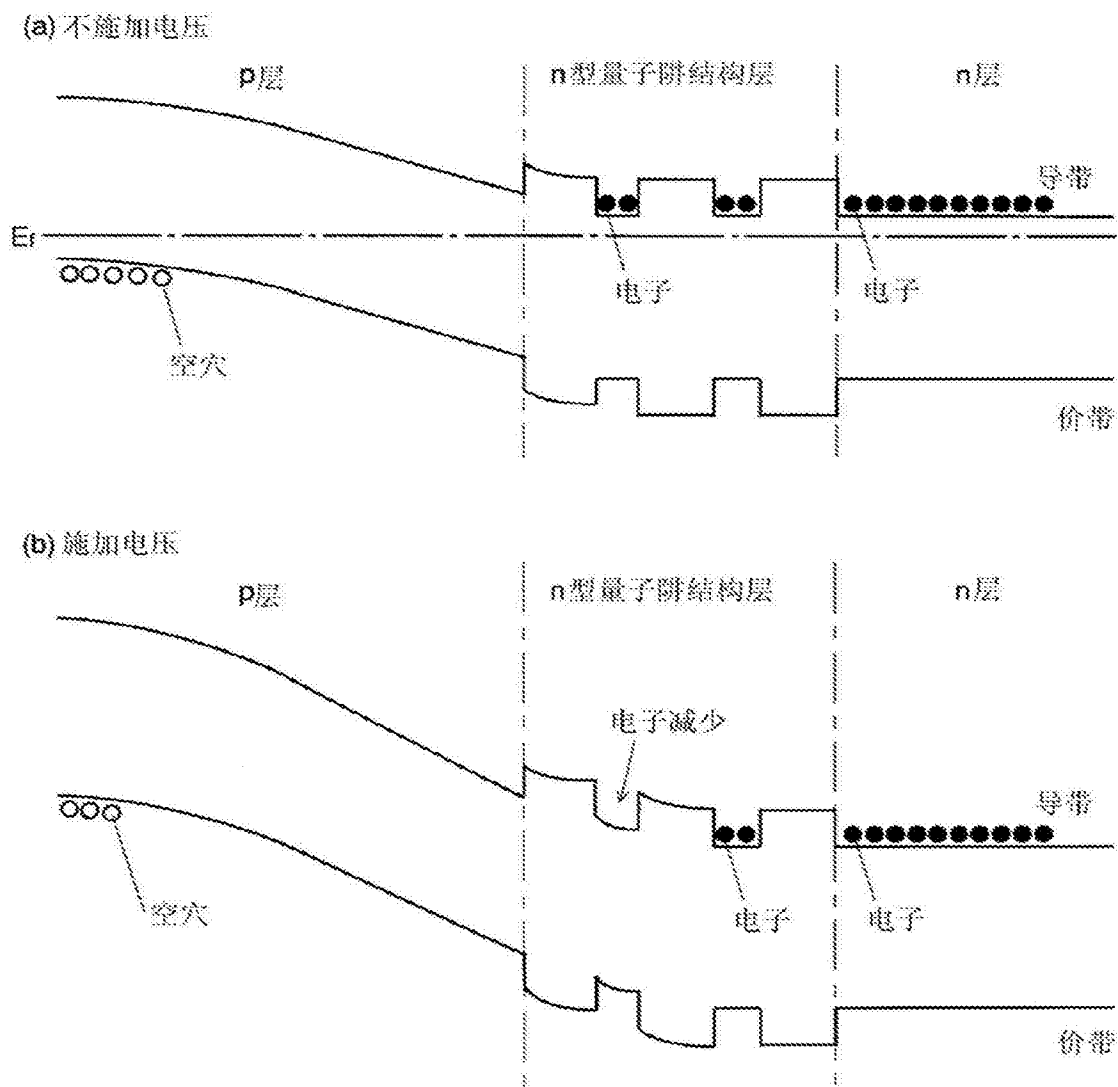 (a) 不施加电压
p层 n型量子阱结构层 n层
导带
Ef
电子 电子
空穴
价带
(b) 施加电压
p层 n型量子阱结构层 n层
电子减少
导带
空穴 电子 电子
价带